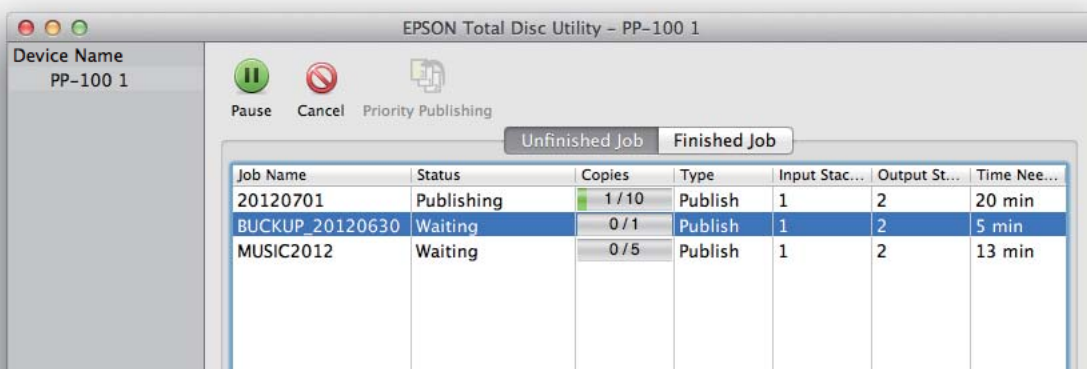 EPSON Total Disc Utility – PP-100 1
Device Name
PP-100 1
Pause Cancel Priority Publishing
Unfinished Job Finished Job
Job Name Status Copies Type Input Stac... Output St... Time Nee...
20120701 Publishing 1 / 10 Publish 1 2 20 min
BUCKUP_20120630 Waiting 0 / 1 Publish 1 2 5 min
MUSIC2012 Waiting 0 / 5 Publish 1 2 13 min